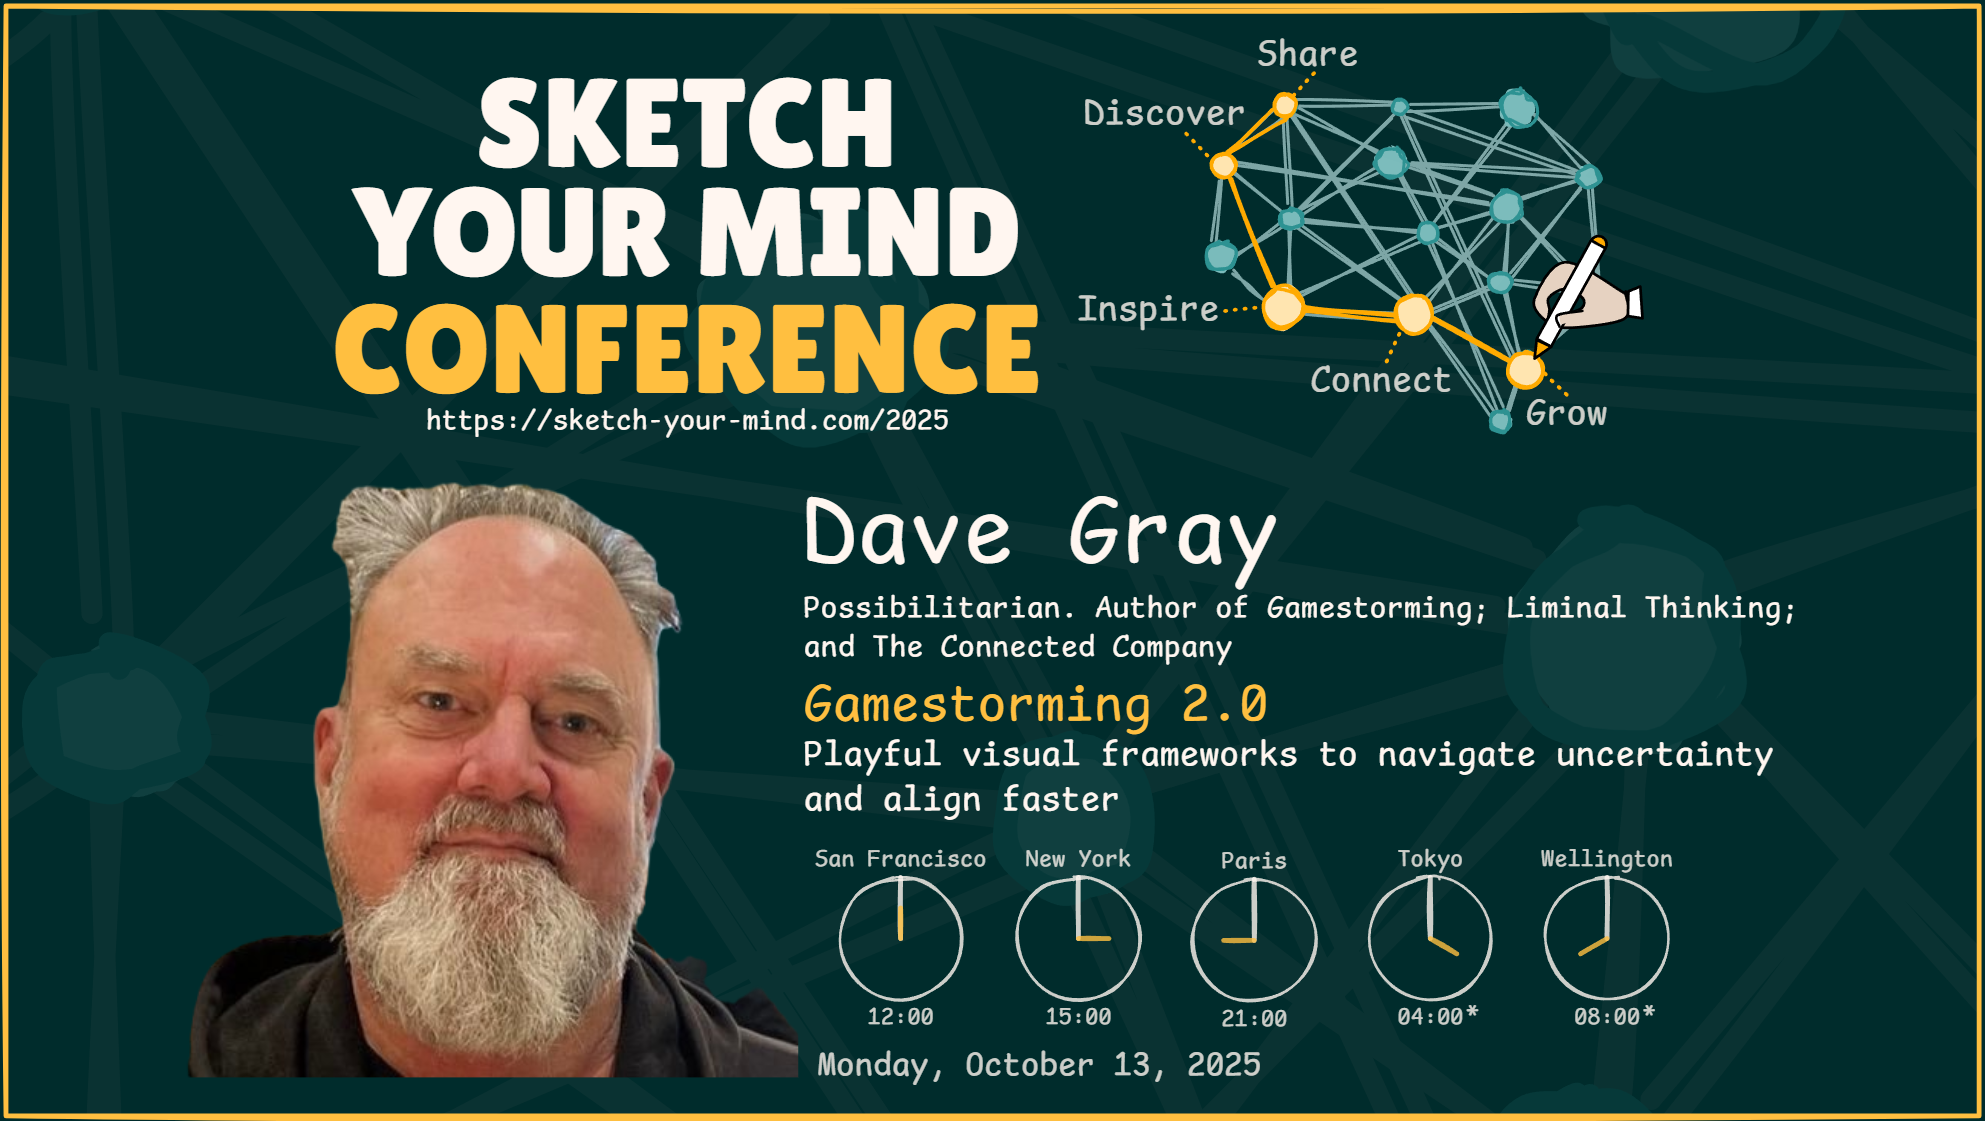 SKETCH
YOUR MIND
CONFERENCE
https://sketch-your-mind.com/2025
Share
Discover
Inspire
Connect
Grow
Dave Gray
Possibilitarian. Author of Gamestorming; Liminal Thinking;
and The Connected Company
Gamestorming 2.0
Playful visual frameworks to navigate uncertainty
and align faster
San Francisco New York Paris Tokyo Wellington
12:00 15:00 21:00 04:00* 08:00*
Monday, October 13, 2025